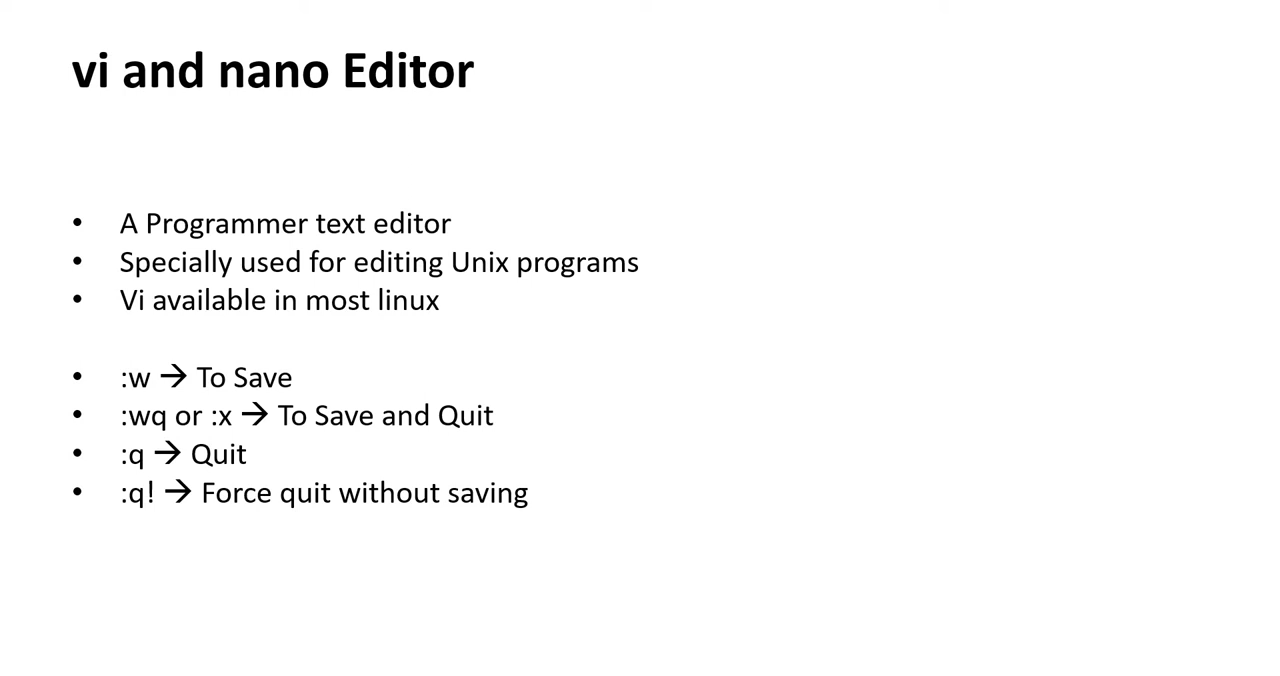 vi and nano Editor
• A Programmer text editor
• Specially used for editing Unix programs
• Vi available in most linux
• :w → To Save
• :wq or :x → To Save and Quit
• :q → Quit
• :q! → Force quit without saving